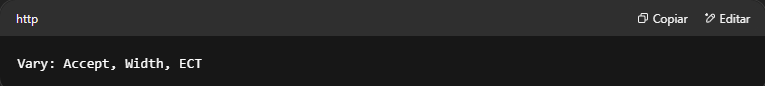 http Copiar Editar
Vary: Accept, Width, ECT